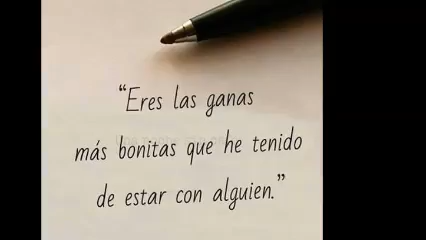 “Eres las ganas
más bonitas que he tenido
de estar con alguien.”